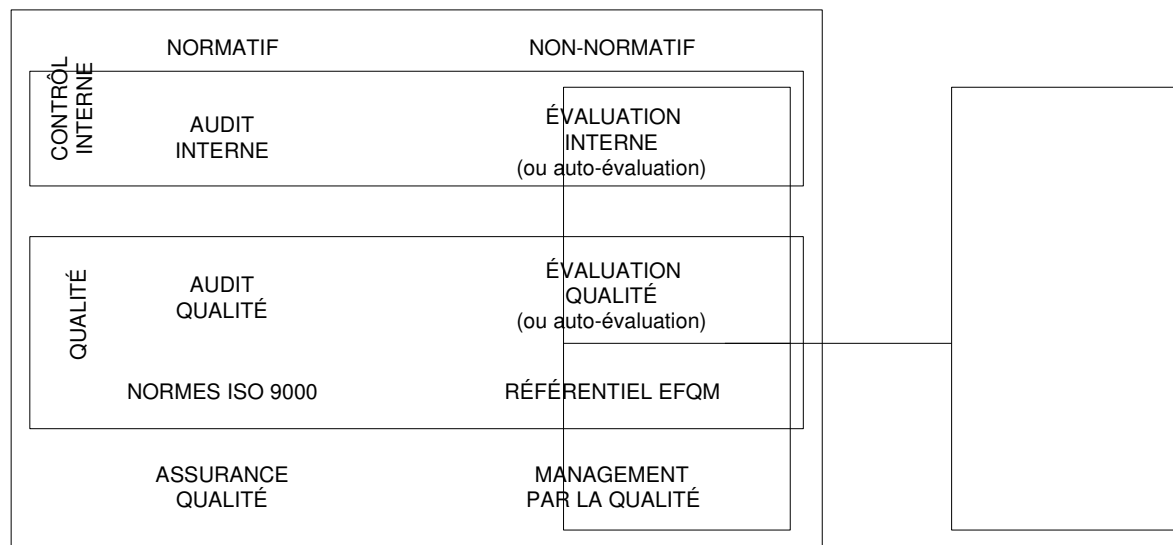 NORMATIF
NON-NORMATIF
CONTRÔL
INTERNE
AUDIT
INTERNE
ÉVALUATION
INTERNE
(ou auto-évaluation)
QUALITÉ
AUDIT
QUALITÉ
ÉVALUATION
QUALITÉ
(ou auto-évaluation)
NORMES ISO 9000
RÉFÉRENTIEL EFQM
ASSURANCE
QUALITÉ
MANAGEMENT
PAR LA QUALITÉ